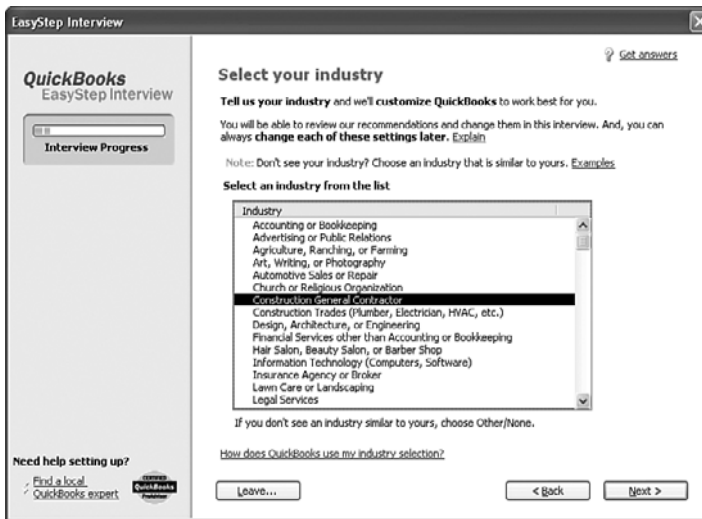 EasyStep Interview
Get answers
QuickBooks
EasyStep Interview
Interview Progress
Select your industry
Tell us your industry and we'll customize QuickBooks to work best for you.
You will be able to review our recommendations and change them in this interview. And, you can
always change each of these settings later. Explain
Note: Don't see your industry? Choose an industry that is similar to yours. Examples
Select an industry from the list
Industry
Accounting or Bookkeeping
Advertising or Public Relations
Agriculture, Ranching, or Farming
Art, Writing, or Photography
Automotive Sales or Repair
Church or Religious Organization
Construction General Contractor
Construction Trades (Plumber, Electrician, HVAC, etc.)
Design, Architecture, or Engineering
Financial Services other than Accounting or Bookkeeping
Hair Salon, Beauty Salon, or Barber Shop
Information Technology (Computers, Software)
Insurance Agency or Broker
Lawn Care or Landscaping
Legal Services
If you don't see an industry similar to yours, choose Other/None.
How does QuickBooks use my industry selection?
Need help setting up?
Find a local
QuickBooks expert
CERTIFIED
QuickBooks
ProAdvisor
Leave...
< Back
Next >